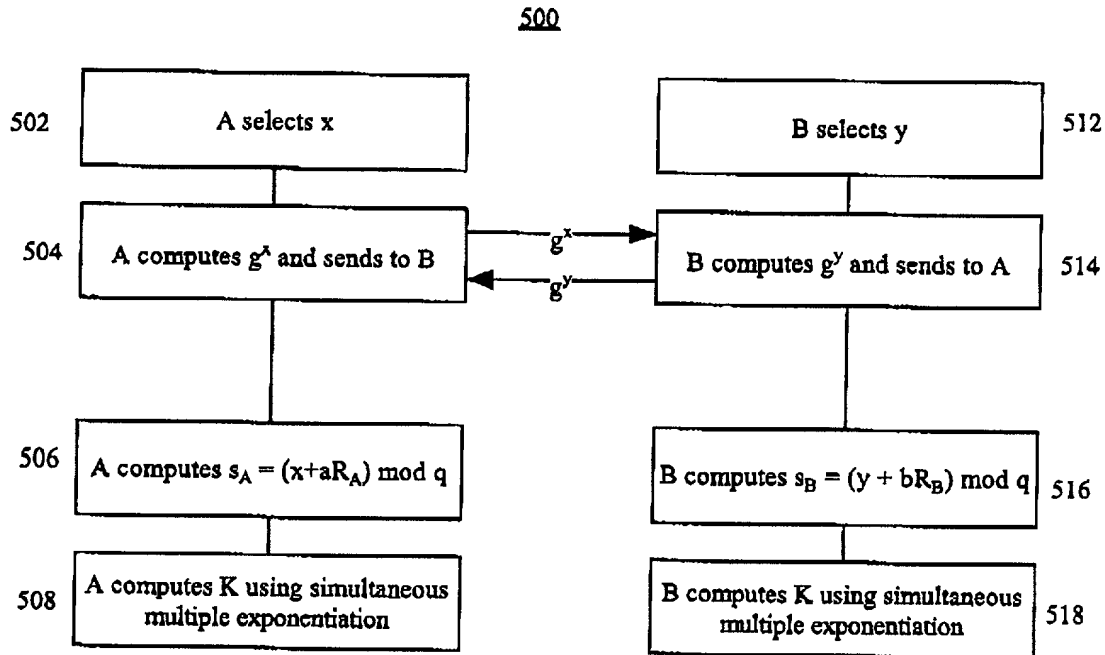 500
502
A selects x
B selects y
512
504
A computes g^x and sends to B
g^x
g^y
B computes g^y and sends to A
514
506
A computes s_A = (x+aR_A) mod q
B computes s_B = (y + bR_B) mod q
516
508
A computes K using simultaneous
multiple exponentiation
B computes K using simultaneous
multiple exponentiation
518